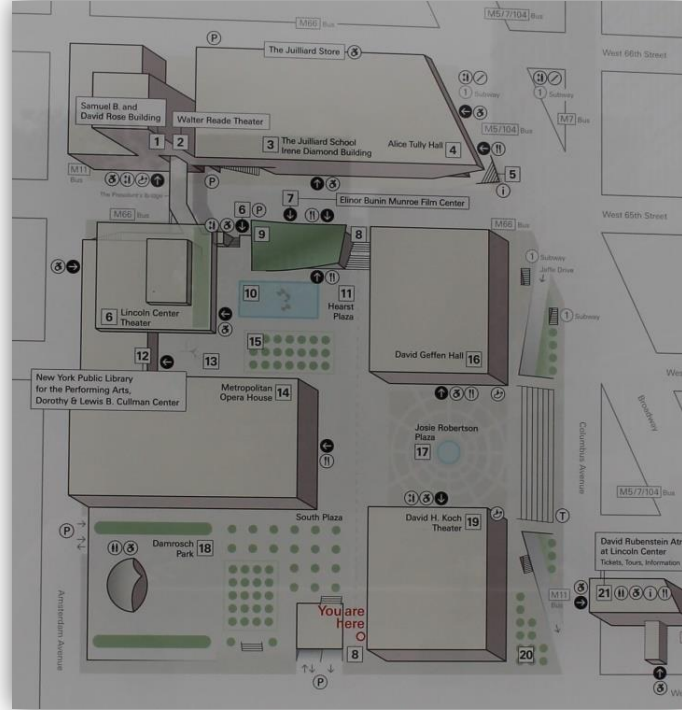 M66 Bus
M5/7/104 Bus
P
The Juilliard Store
West 66th Street
Samuel B. and
David Rose Building
Walter Reade Theater
1 Subway
1 Subway
M7 Bus
1
2
3
The Juilliard School
Irene Diamond Building
Alice Tully Hall
4
M5/104 Bus
5
i
M11
Bus
P
The President's Bridge
7
Elinor Bunin Munroe Film Center
M66 Bus
6
P
9
8
M66 Bus
West 65th Street
1 Subway
Jaffe Drive
10
11
Hearst
Plaza
6
Lincoln Center
Theater
1 Subway
15
12
13
David Geffen Hall
16
New York Public Library
for the Performing Arts,
Dorothy & Lewis B. Cullman Center
Metropolitan
Opera House
14
Josie Robertson
Plaza
17
Columbus Avenue
Broadway
M5/7/104 Bus
South Plaza
David H. Koch
Theater
19
T
P
Damrosch
Park
18
David Rubenstein Atr
at Lincoln Center
Tickets, Tours, Information
21
i
M11
Bus
Amsterdam Avenue
You are
here
8
20
P